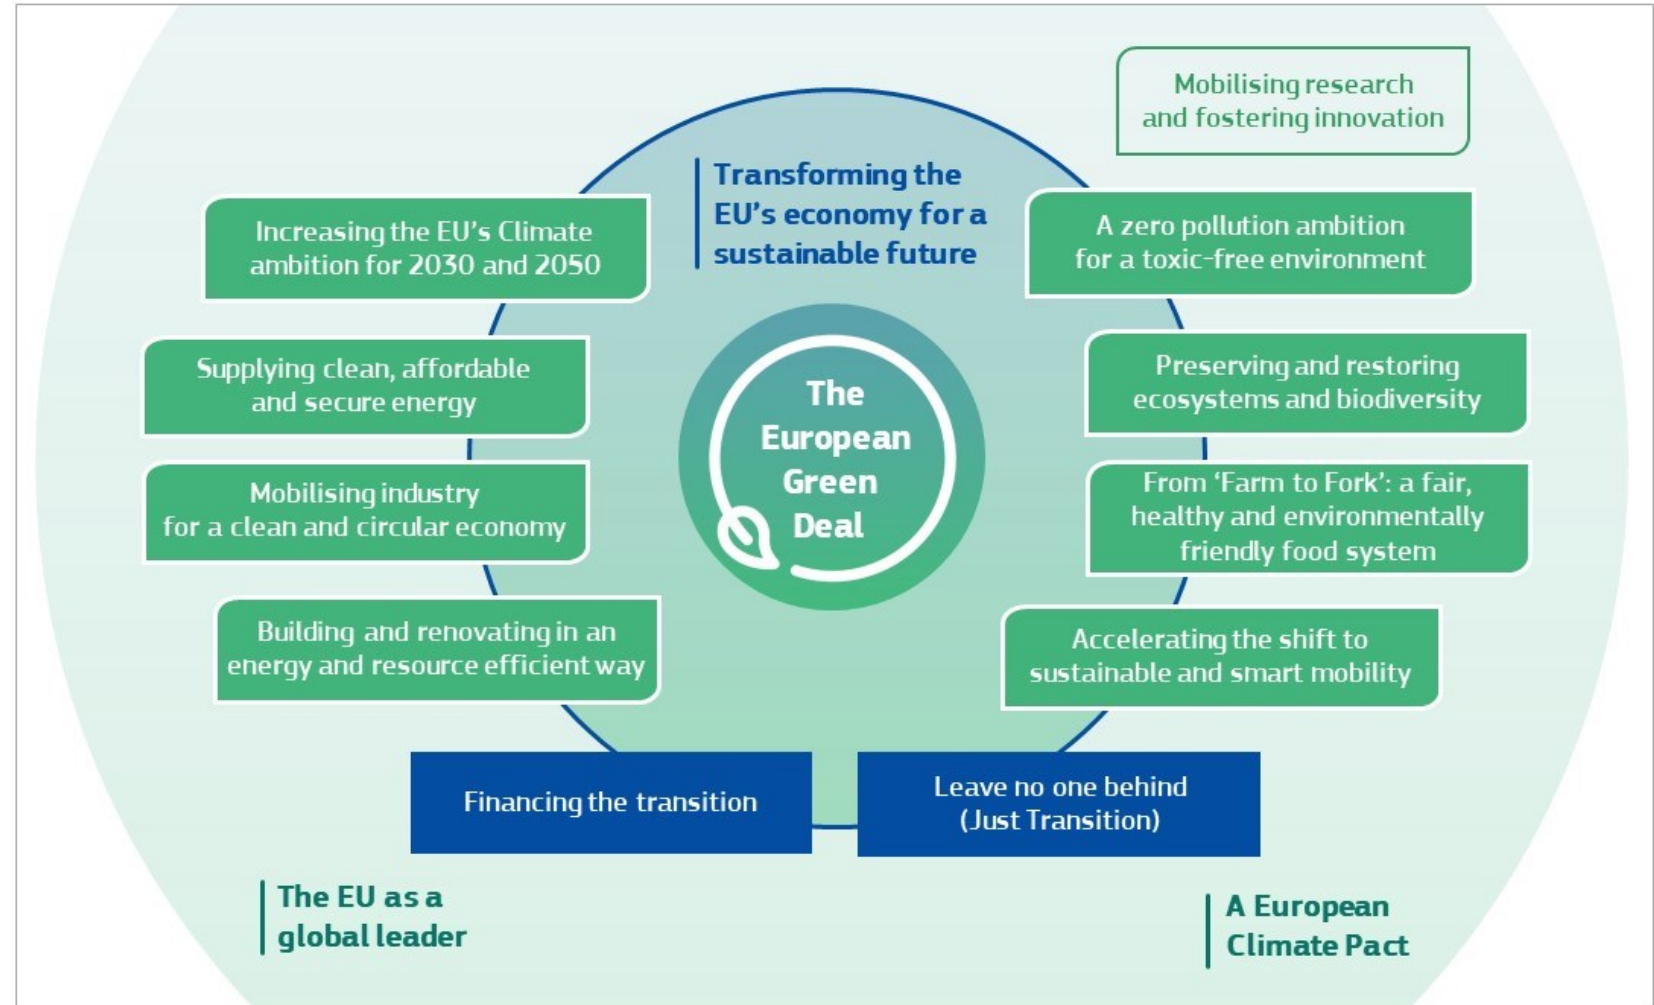 Mobilising research
and fostering innovation
Transforming the
EU’s economy for a
sustainable future
Increasing the EU’s Climate
ambition for 2030 and 2050
A zero pollution ambition
for a toxic-free environment
Supplying clean, affordable
and secure energy
Preserving and restoring
ecosystems and biodiversity
The
European
Green
Deal
Mobilising industry
for a clean and circular economy
From ‘Farm to Fork’: a fair,
healthy and environmentally
friendly food system
Building and renovating in an
energy and resource efficient way
Accelerating the shift to
sustainable and smart mobility
Financing the transition
Leave no one behind
(Just Transition)
The EU as a
global leader
A European
Climate Pact